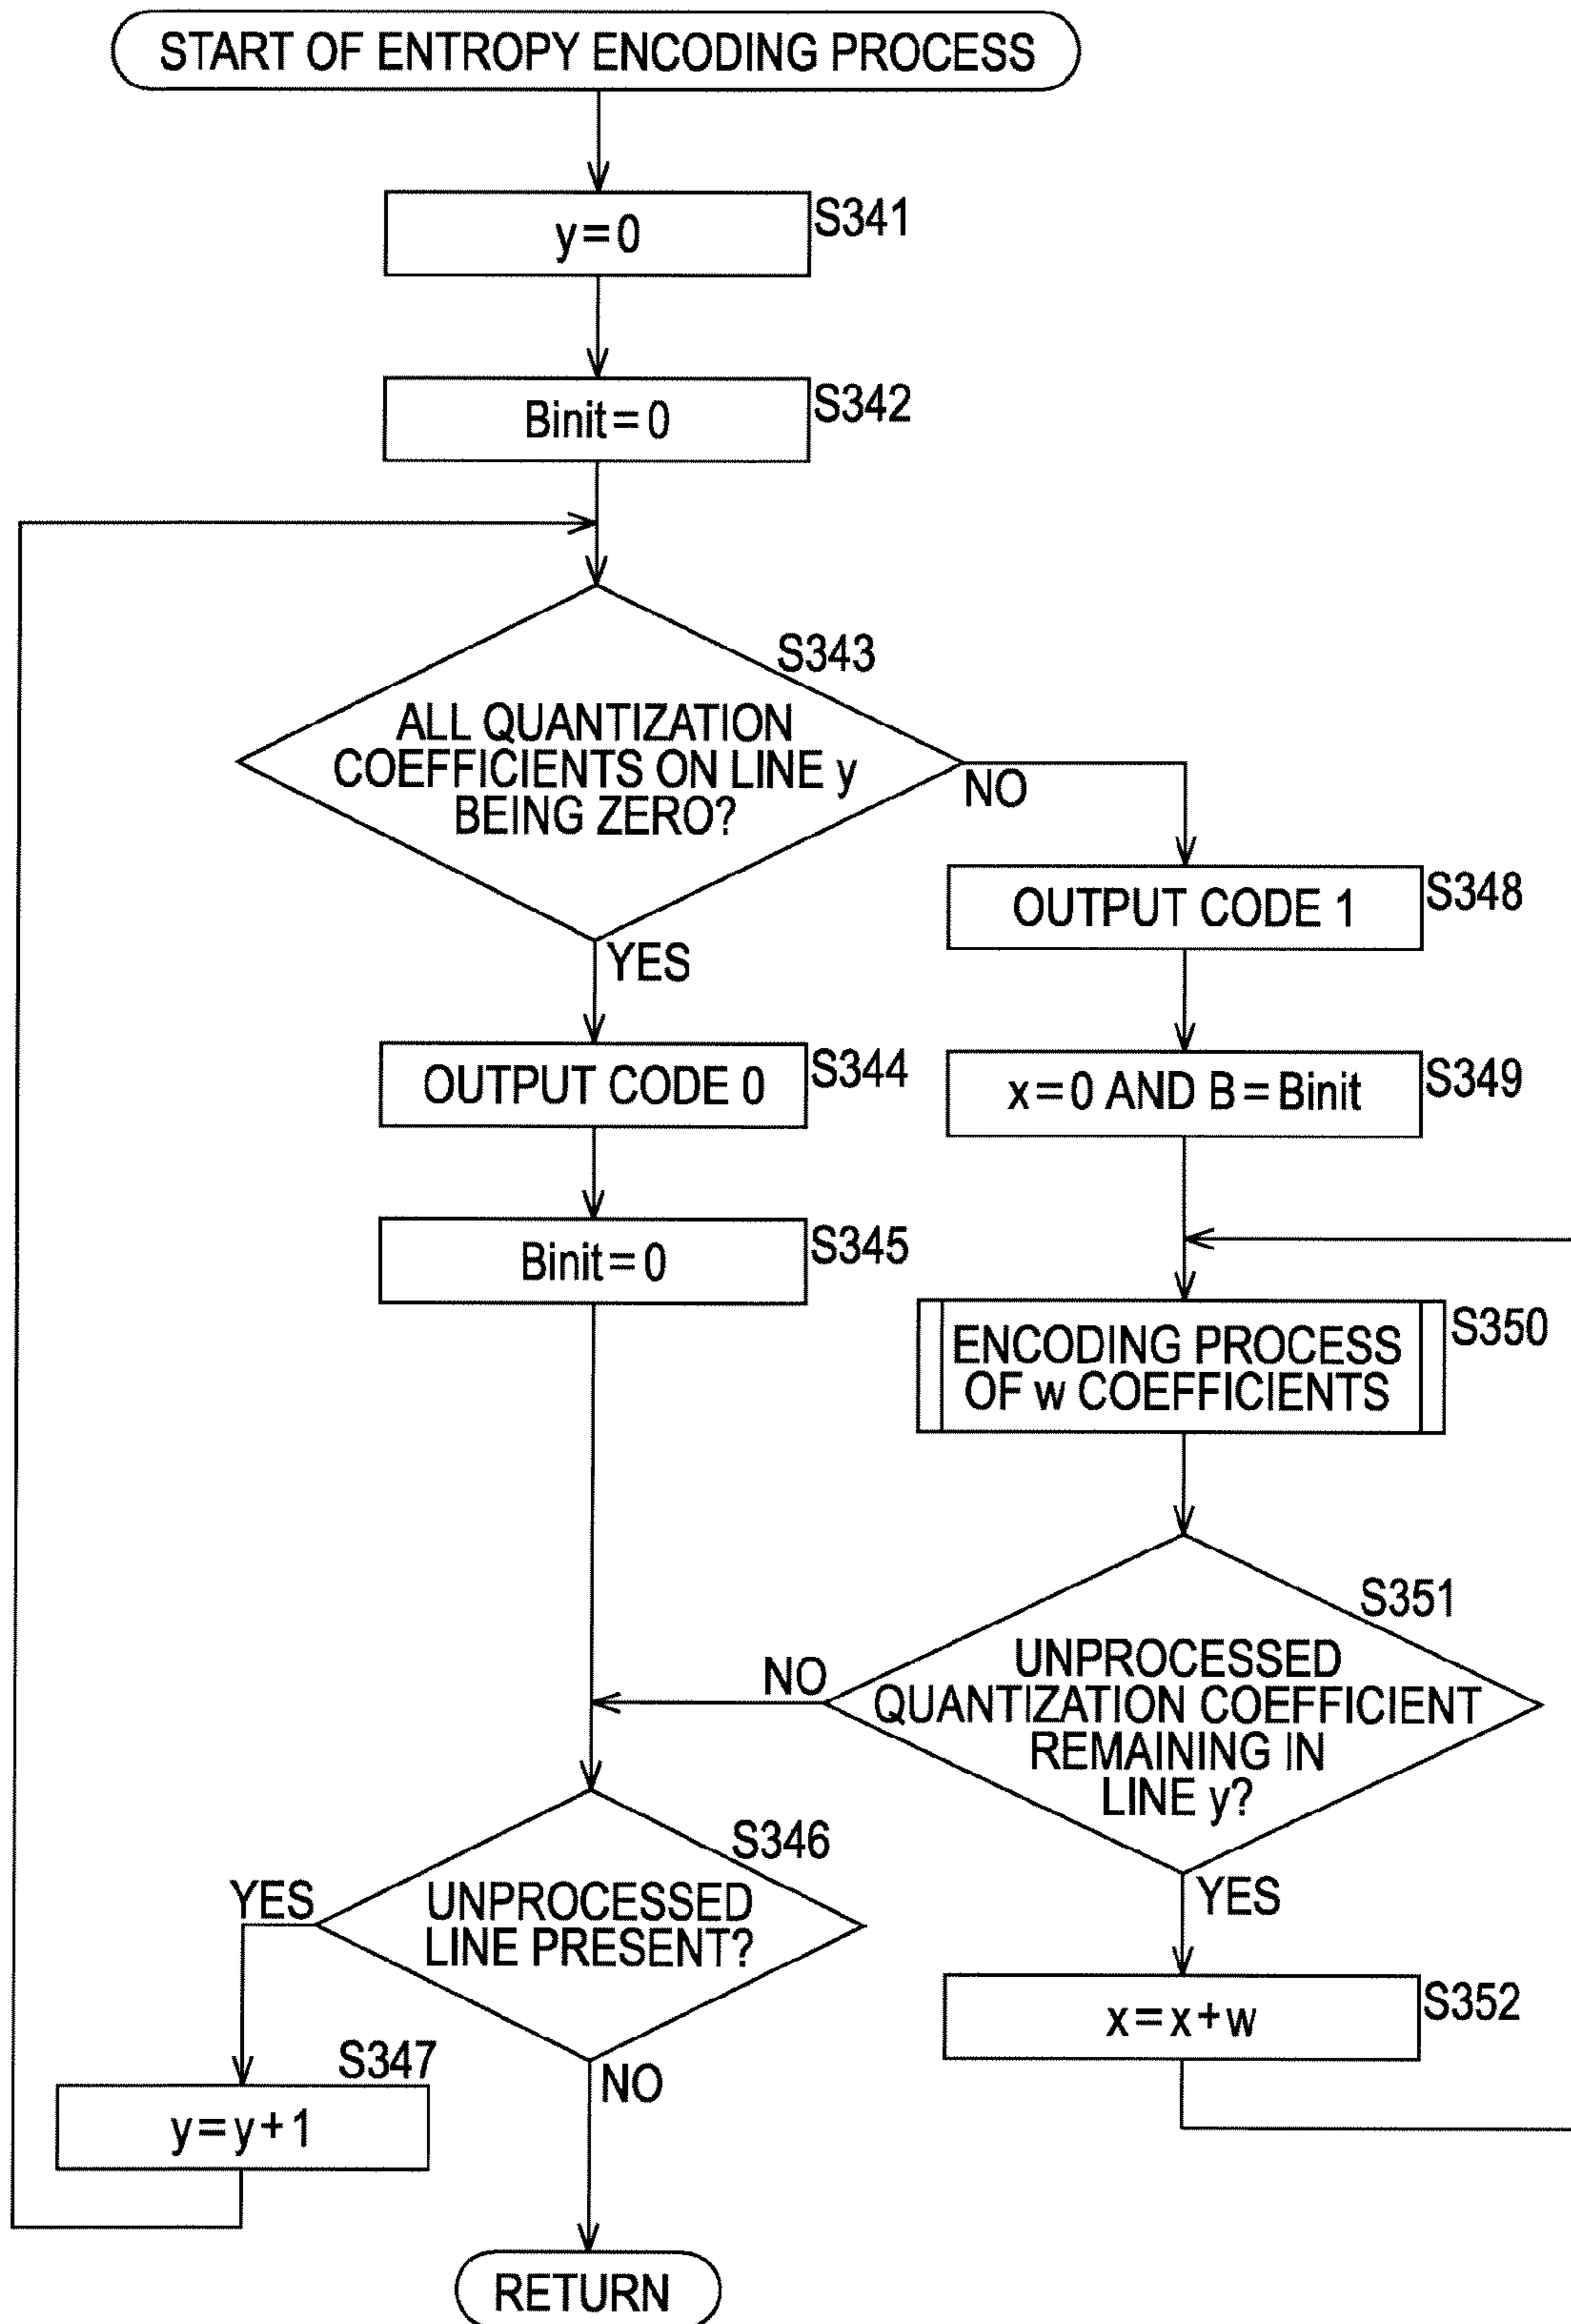 START OF ENTROPY ENCODING PROCESS
y=0
S341
Binit=0
S342
S343
ALL QUANTIZATION
COEFFICIENTS ON LINE y
BEING ZERO?
NO
YES
OUTPUT CODE 1
S348
OUTPUT CODE 0
S344
x=0 AND B=Binit
S349
Binit=0
S345
ENCODING PROCESS
OF w COEFFICIENTS
S350
S351
UNPROCESSED
QUANTIZATION COEFFICIENT
REMAINING IN
LINE y?
NO
YES
S346
UNPROCESSED
LINE PRESENT?
YES
NO
x=x+w
S352
S347
y=y+1
RETURN